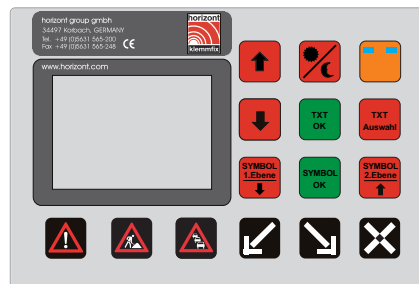 horizont group gmbh
34497 Korbach, GERMANY
Tel. +49 (0)5631 565-200
Fax +49 (0)5631 565-248 CE
horizont
klemmfix
www.horizont.com
TXT
OK
TXT
Auswahl
SYMBOL
1.Ebene
SYMBOL
OK
SYMBOL
2.Ebene